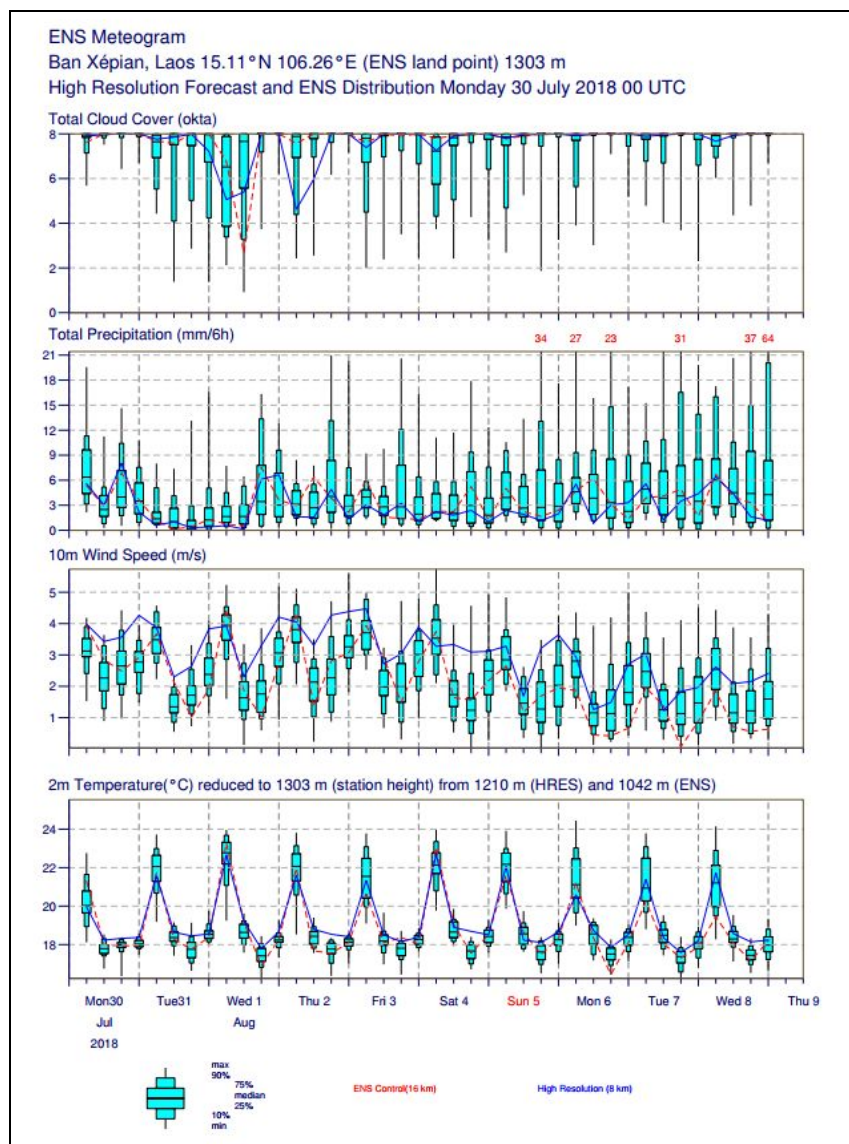 ENS Meteogram
Ban Xépian, Laos 15.11°N 106.26°E (ENS land point) 1303 m
High Resolution Forecast and ENS Distribution Monday 30 July 2018 00 UTC
Total Cloud Cover (okta)
8
6
4
2
0
Total Precipitation (mm/6h)
34 27 23 31 37 64
21
18
15
12
9
6
3
0
10m Wind Speed (m/s)
5
4
3
2
1
2m Temperature(°C) reduced to 1303 m (station height) from 1210 m (HRES) and 1042 m (ENS)
24
22
20
18
Mon30 Tue31 Wed 1 Thu 2 Fri 3 Sat 4 Sun 5 Mon 6 Tue 7 Wed 8 Thu 9
Jul Aug
2018
max
90%
75%
median
25%
10%
min
ENS Control(16 km)
High Resolution (8 km)